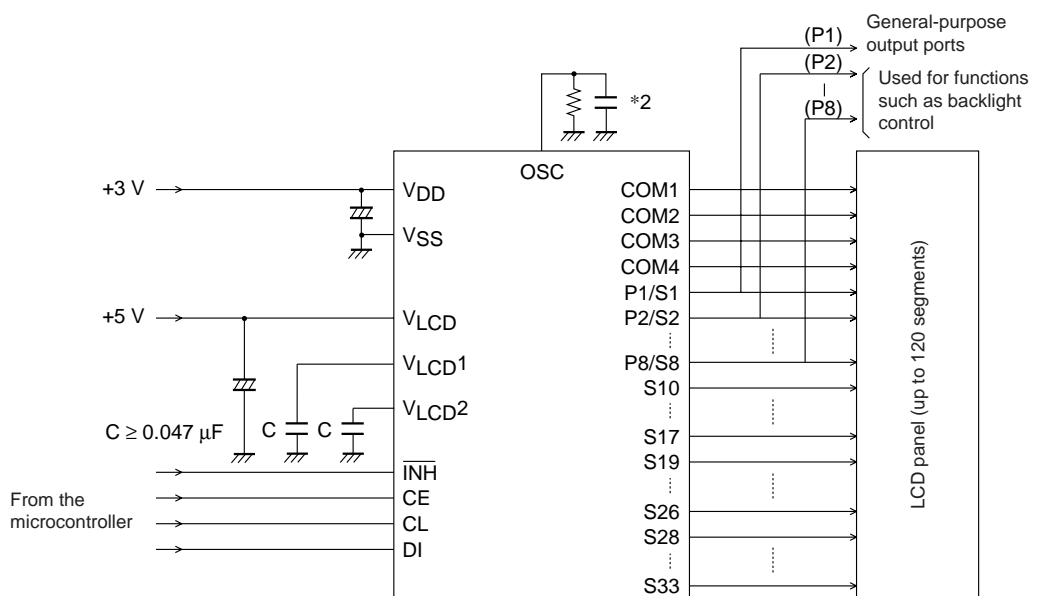 (P1)
General-purpose
output ports
(P2)
(P8)
Used for functions
such as backlight
control
*2
OSC
+3 V
VDD
VSS
+5 V
VLCD
VLCD1
VLCD2
C ≥ 0.047 μF
C
C
From the
microcontroller
INH
CE
CL
DI
COM1
COM2
COM3
COM4
P1/S1
P2/S2
P8/S8
S10
S17
S19
S26
S28
S33
LCD panel (up to 120 segments)